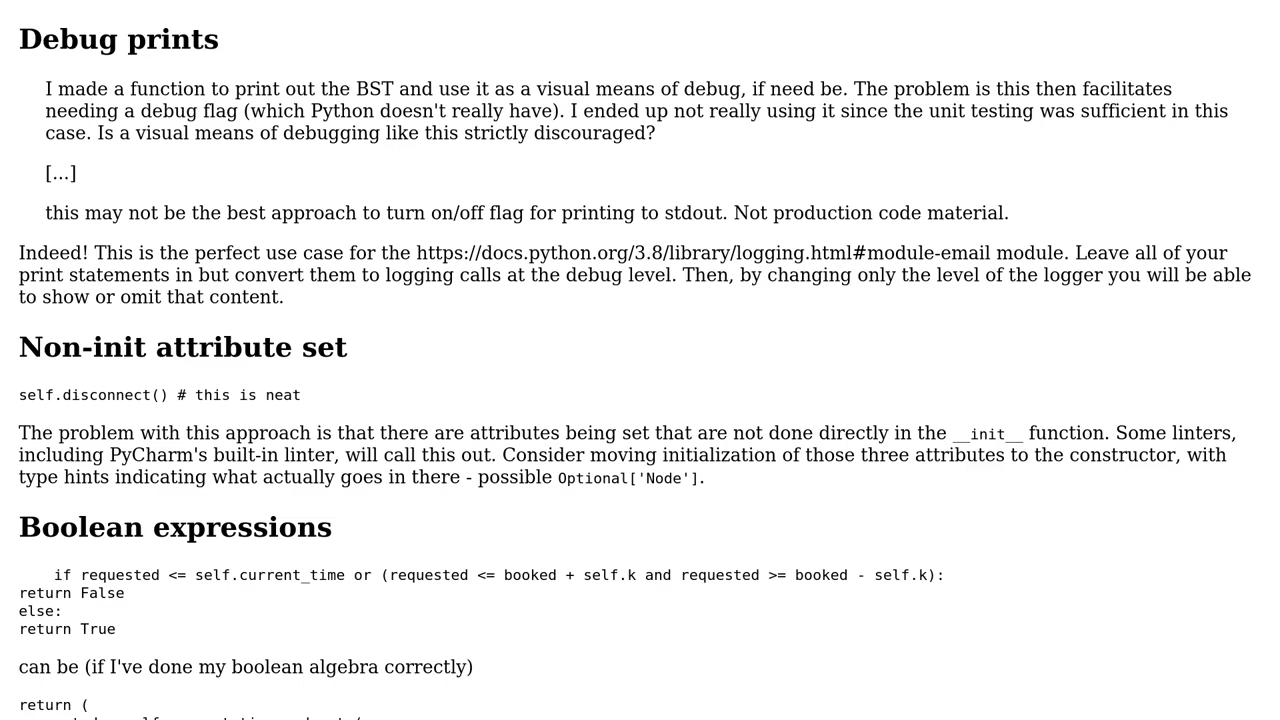 Debug prints
I made a function to print out the BST and use it as a visual means of debug, if need be. The problem is this then facilitates
needing a debug flag (which Python doesn't really have). I ended up not really using it since the unit testing was sufficient in this
case. Is a visual means of debugging like this strictly discouraged?
[...]
this may not be the best approach to turn on/off flag for printing to stdout. Not production code material.
Indeed! This is the perfect use case for the https://docs.python.org/3.8/library/logging.html#module-email module. Leave all of your
print statements in but convert them to logging calls at the debug level. Then, by changing only the level of the logger you will be able
to show or omit that content.
Non-init attribute set
self.disconnect() # this is neat
The problem with this approach is that there are attributes being set that are not done directly in the __init__ function. Some linters,
including PyCharm's built-in linter, will call this out. Consider moving initialization of those three attributes to the constructor, with
type hints indicating what actually goes in there - possible Optional['Node'].
Boolean expressions
if requested <= self.current_time or (requested <= booked + self.k and requested >= booked - self.k):
return False
else:
return True
can be (if I've done my boolean algebra correctly)
return (